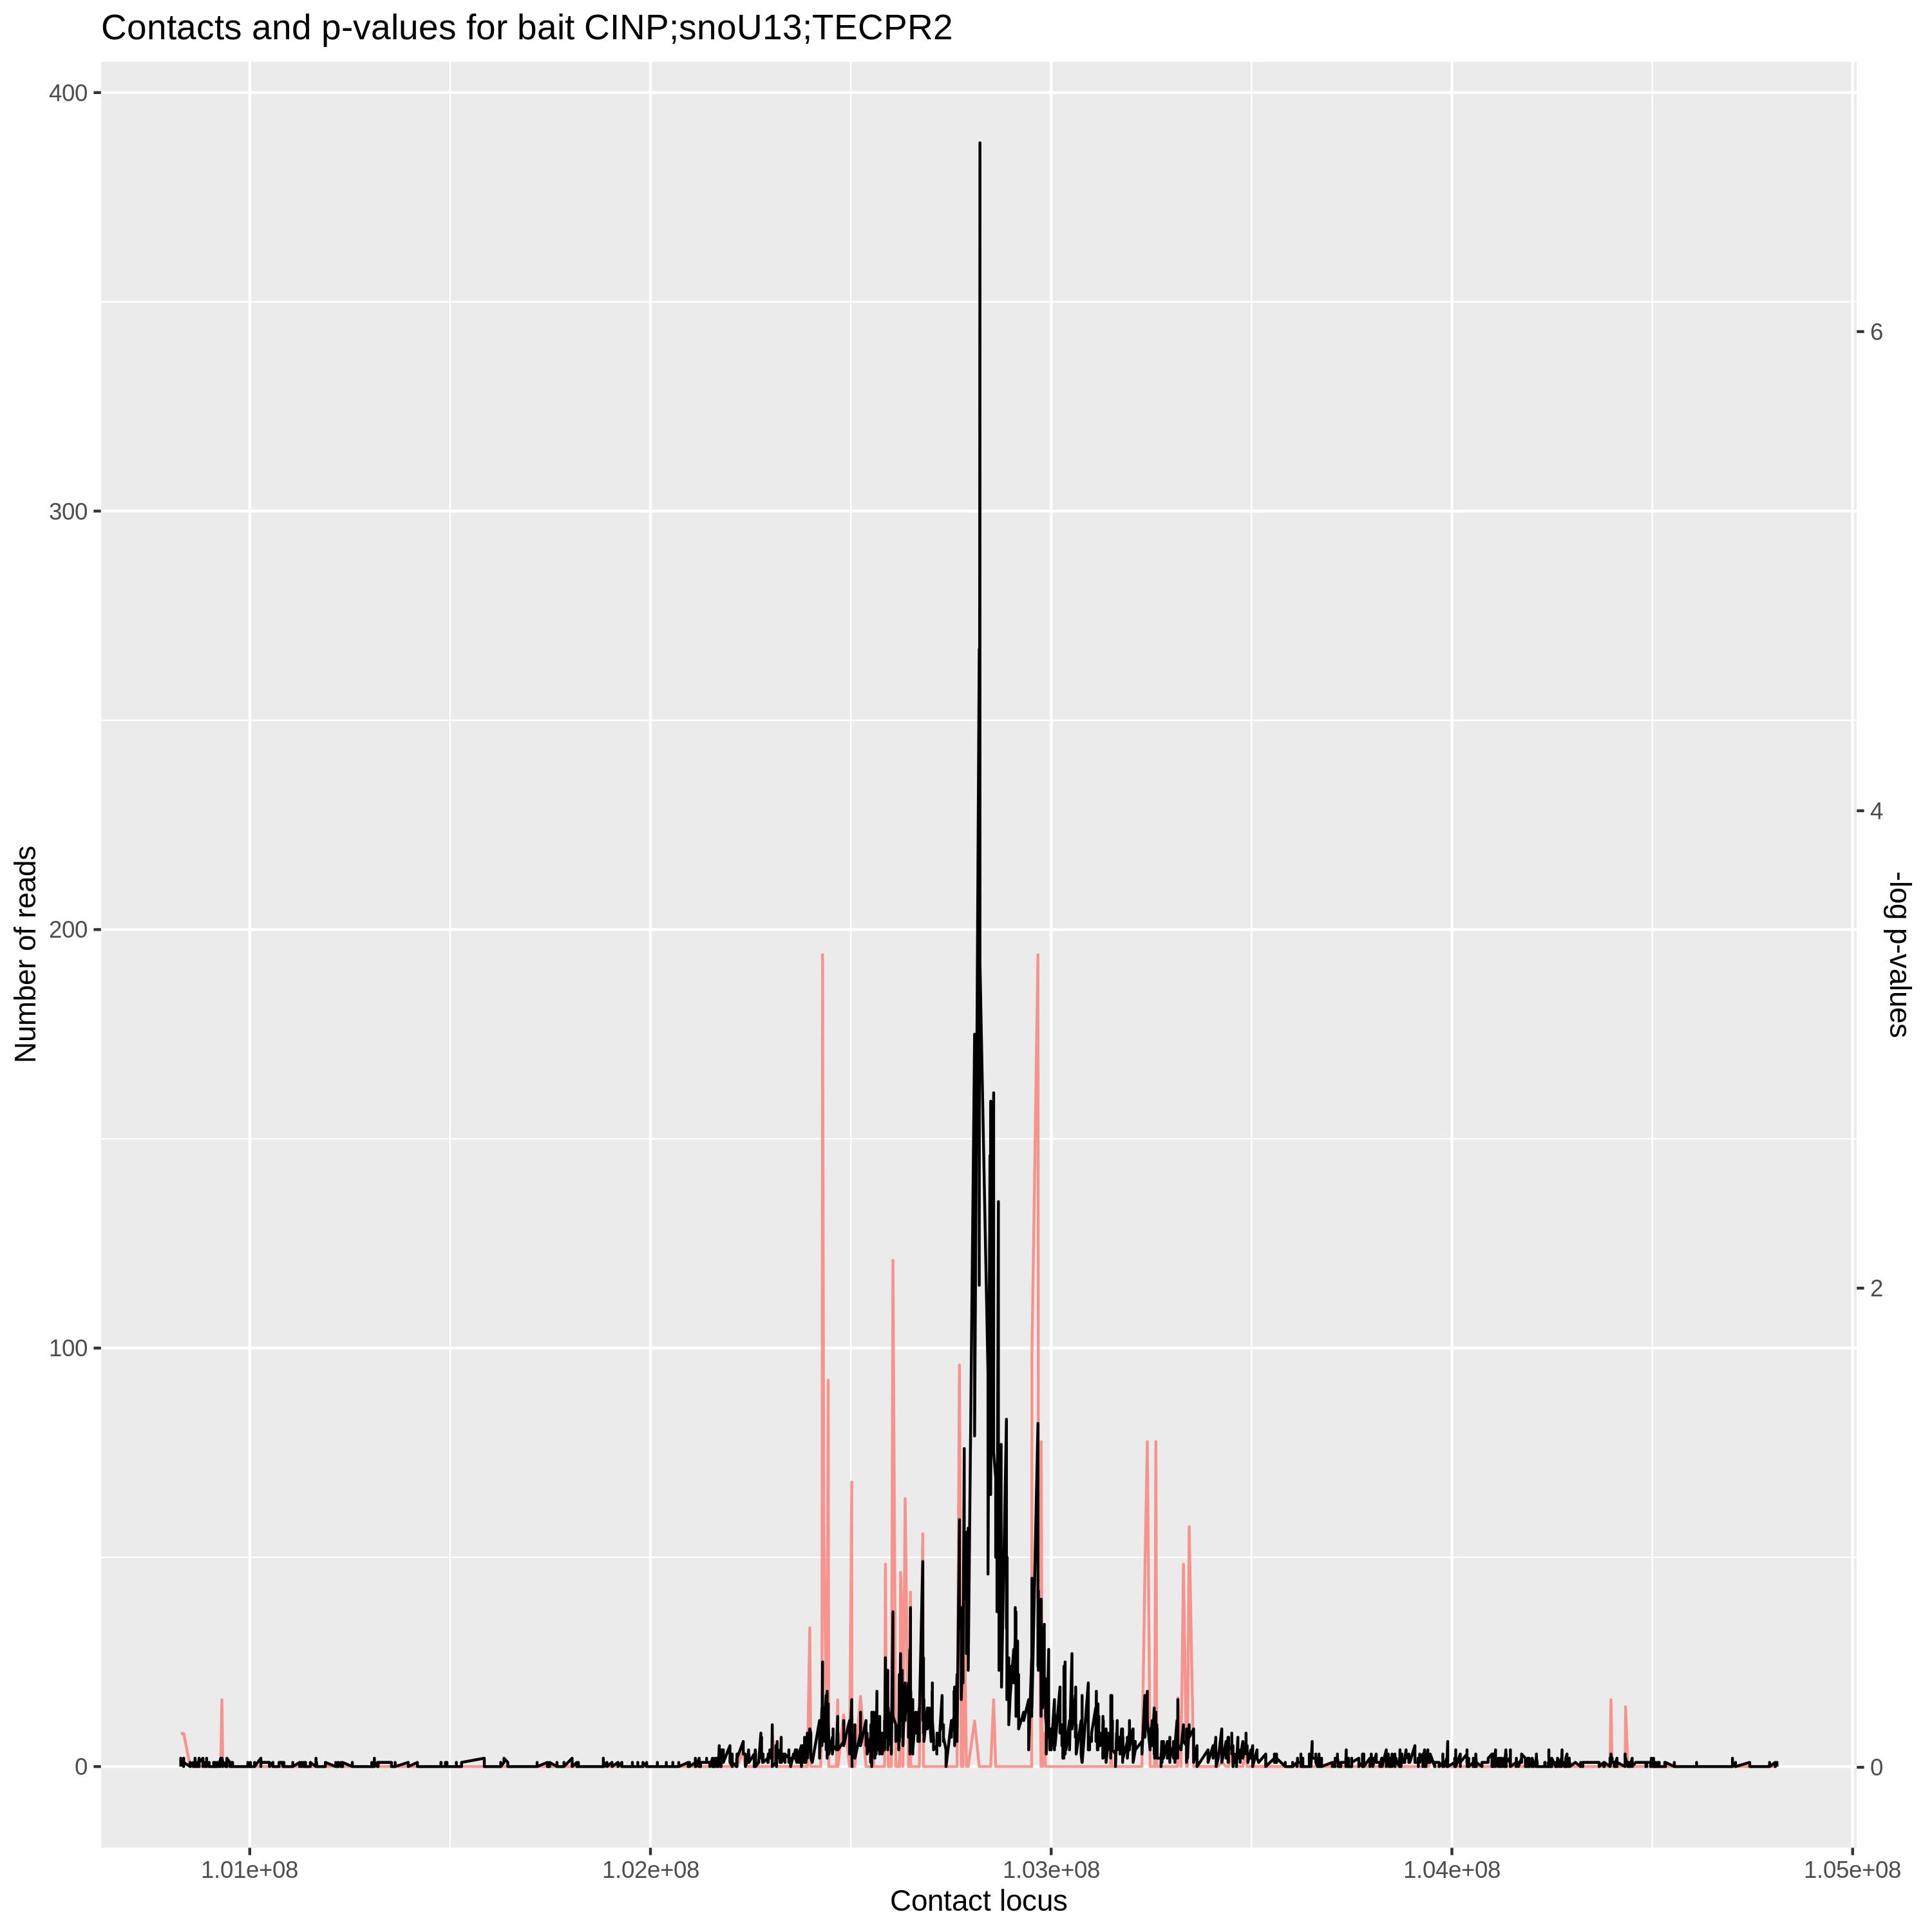 Contacts and p-values for bait CINP;snoU13;TECPR2
400
300
200
100
0
Number of reads
6
4
2
0
-log p-values
1.01e+08 1.02e+08 1.03e+08 1.04e+08 1.05e+08
Contact locus